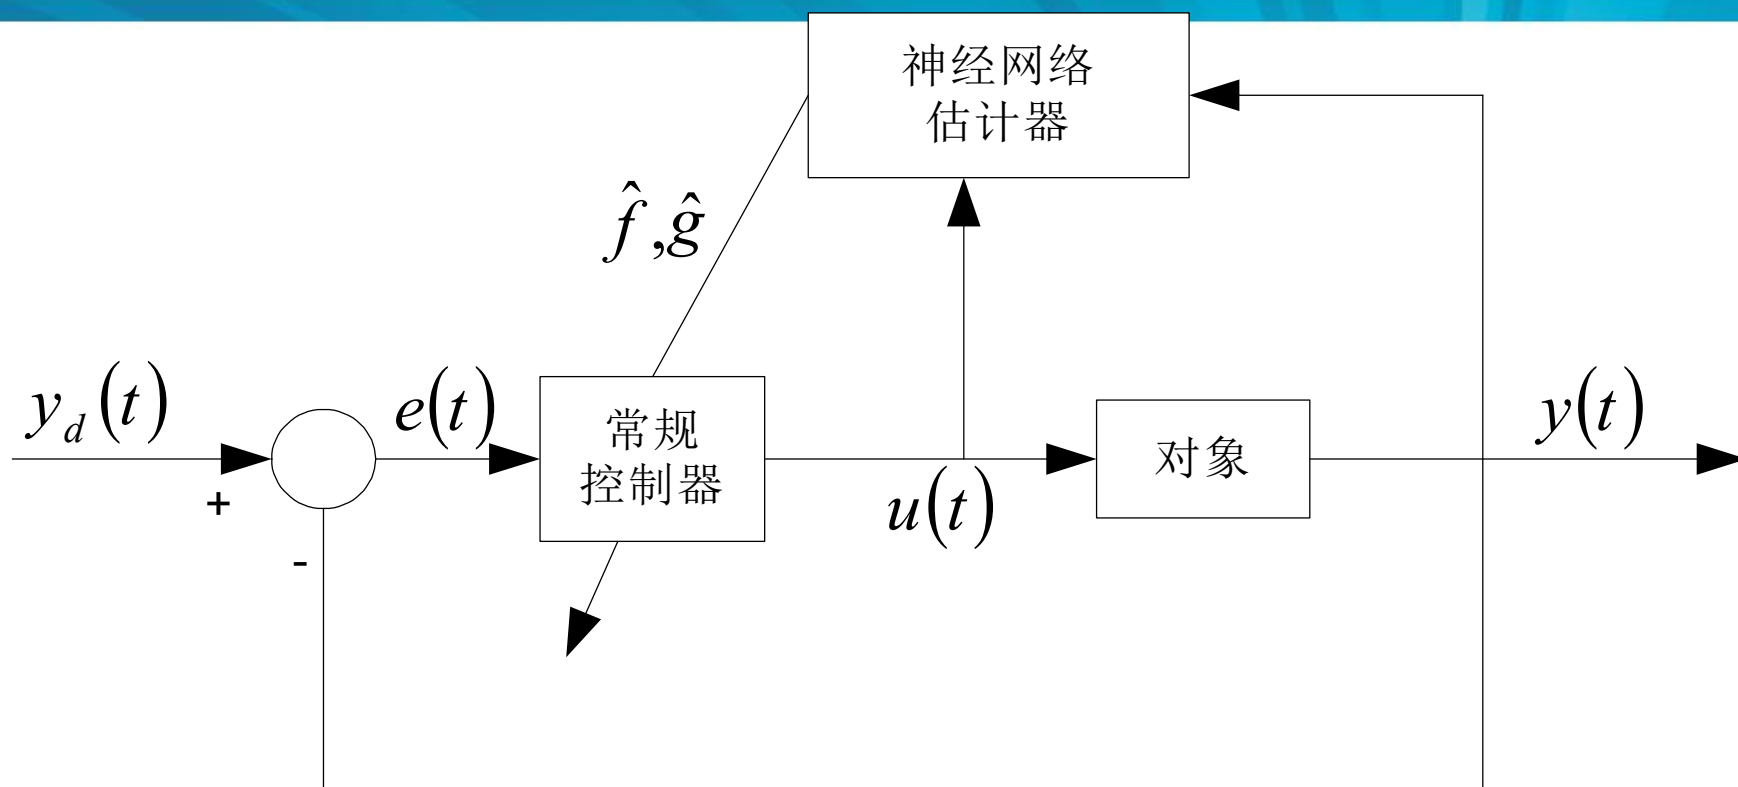 神经网络
估计器
f̂,ĝ
y_d(t)
e(t)
常规
控制器
对象
y(t)
u(t)
+
-